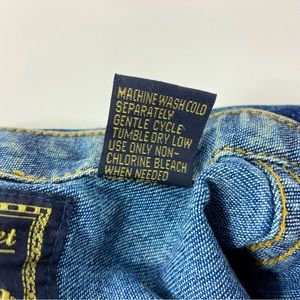 MACHINE WASH COLD
SEPARATELY
GENTLE CYCLE
TUMBLE DRY LOW
USE ONLY NON-
CHLORINE BLEACH
WHEN NEEDED